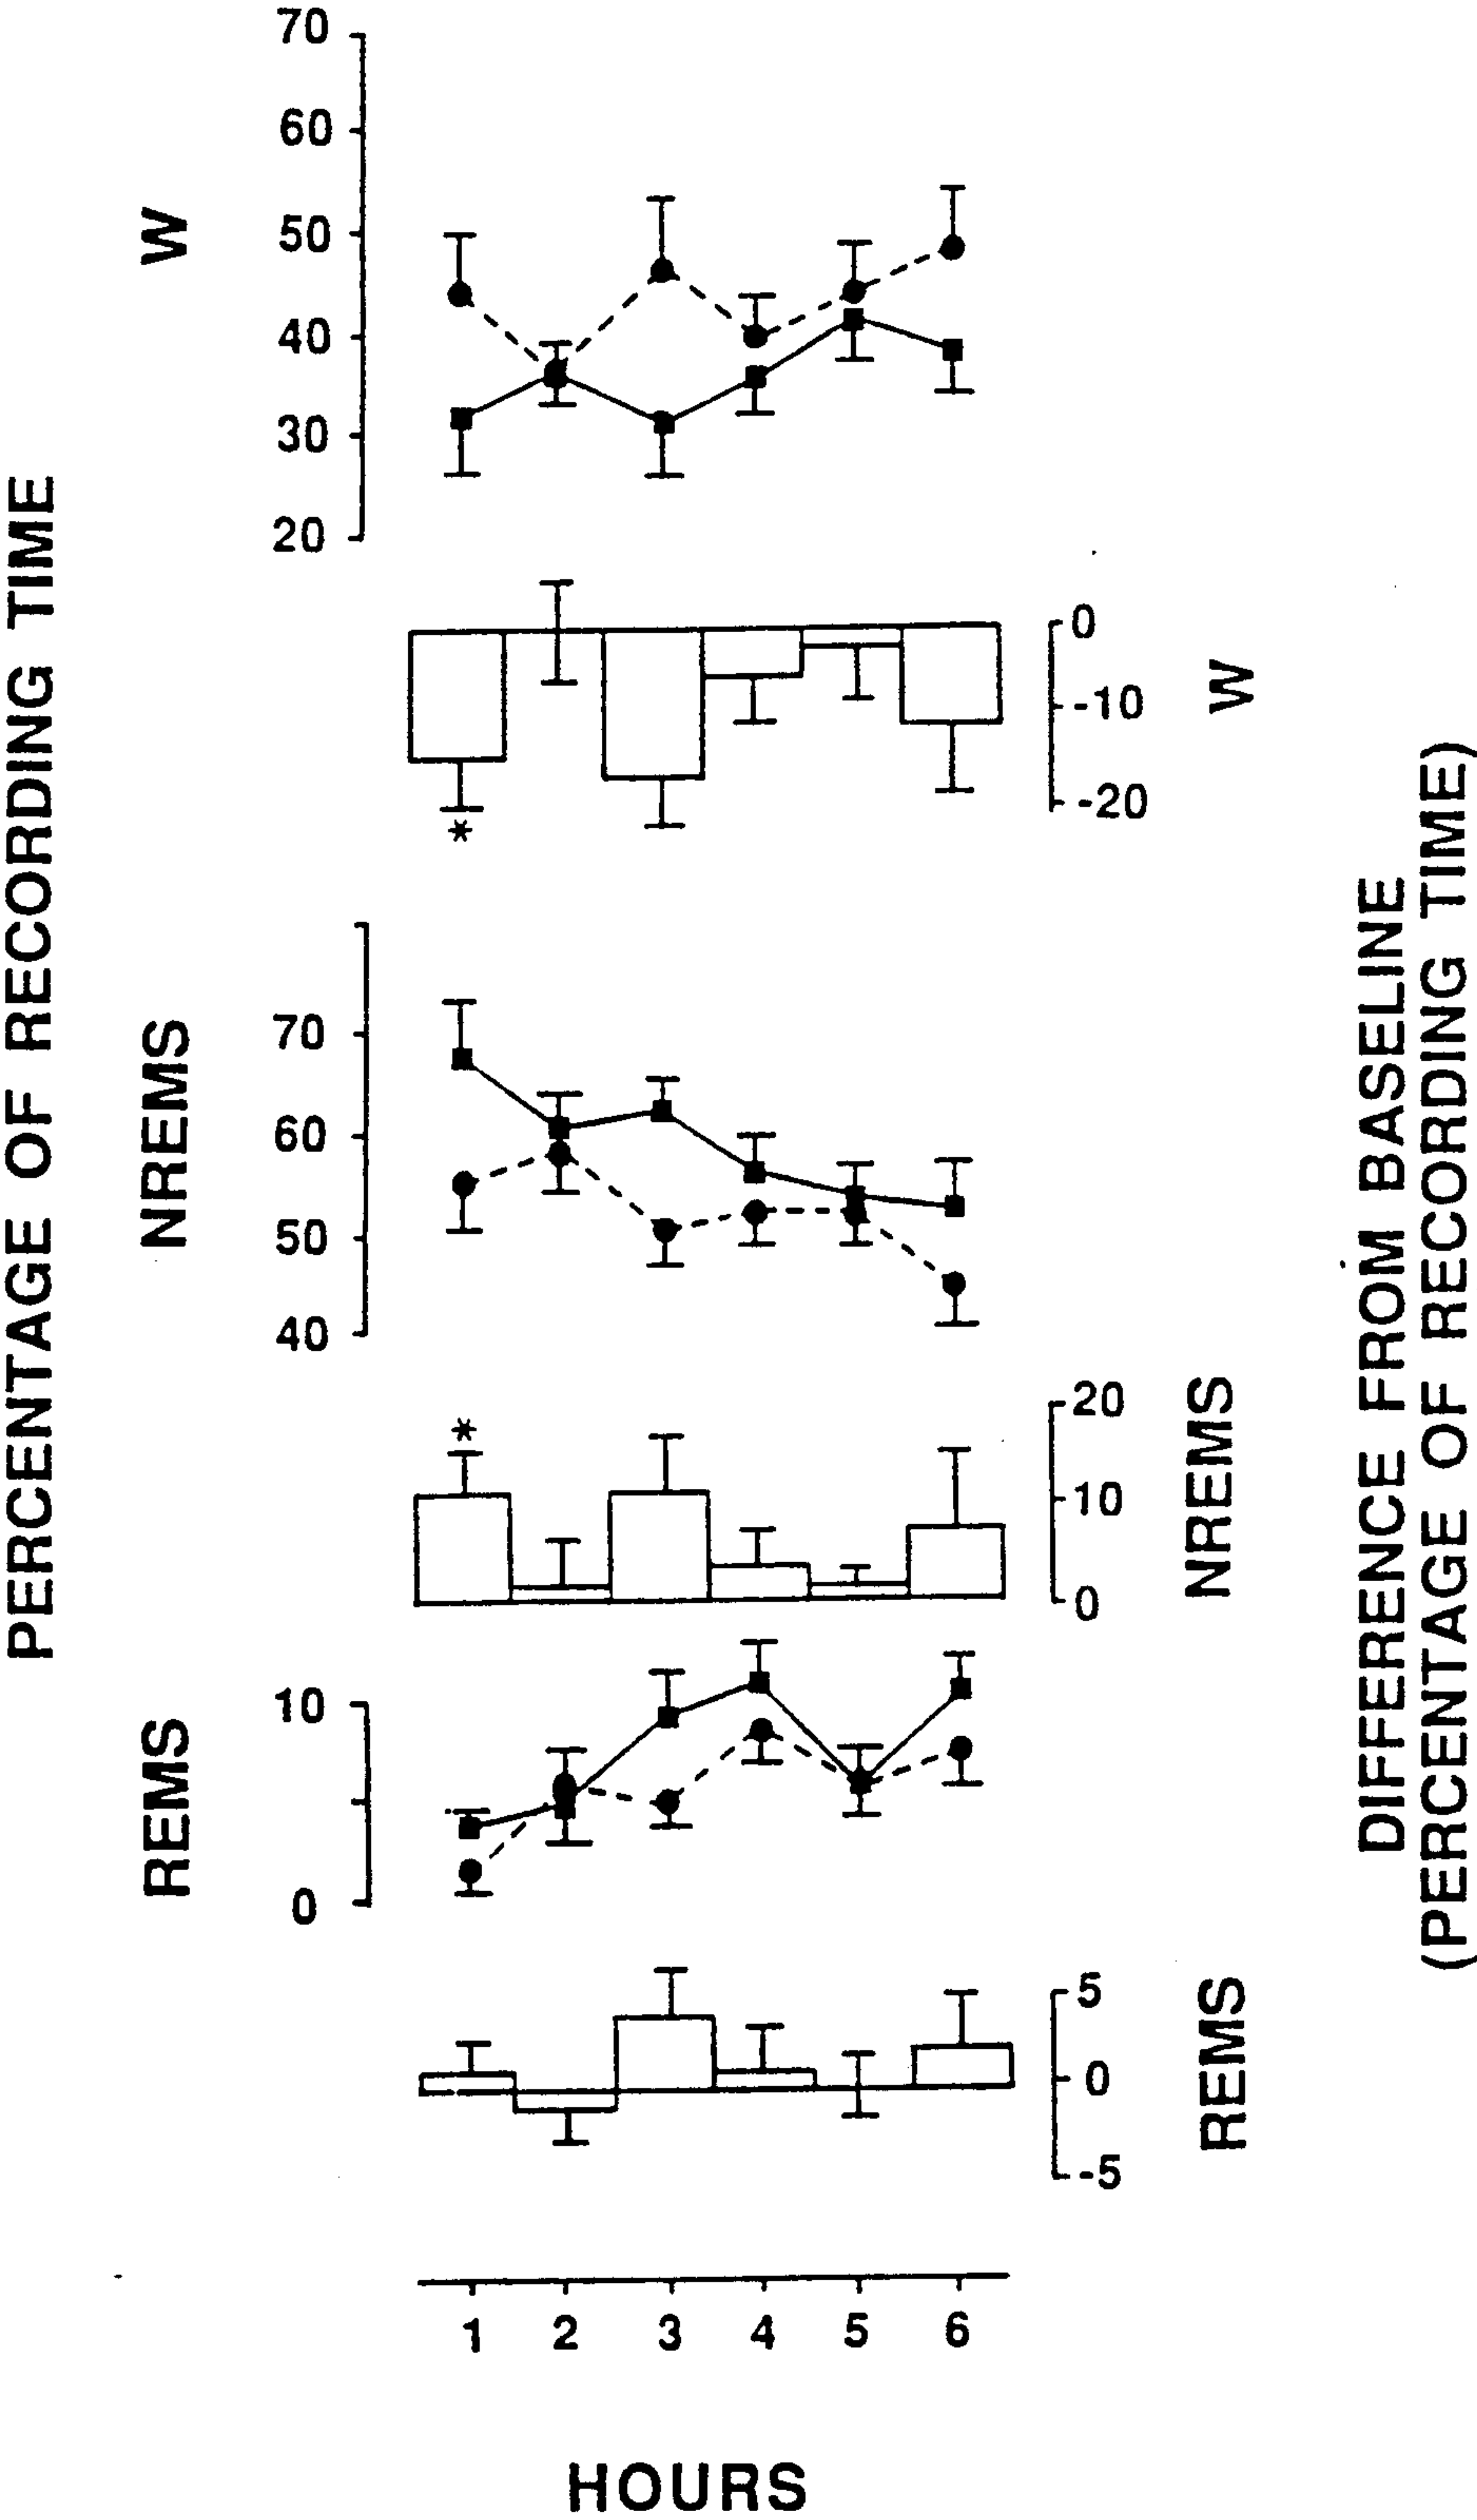 PERCENTAGE OF RECORDING TIME
W
70
60
50
40
30
20
0
-10
-20
W
*
NREMS
70
60
50
40
*
20
10
0
NREMS
REMS
10
0
5
0
-5
REMS
DIFFERENCE FROM BASELINE
(PERCENTAGE OF RECORDING TIME)
1 2 3 4 5 6
HOURS